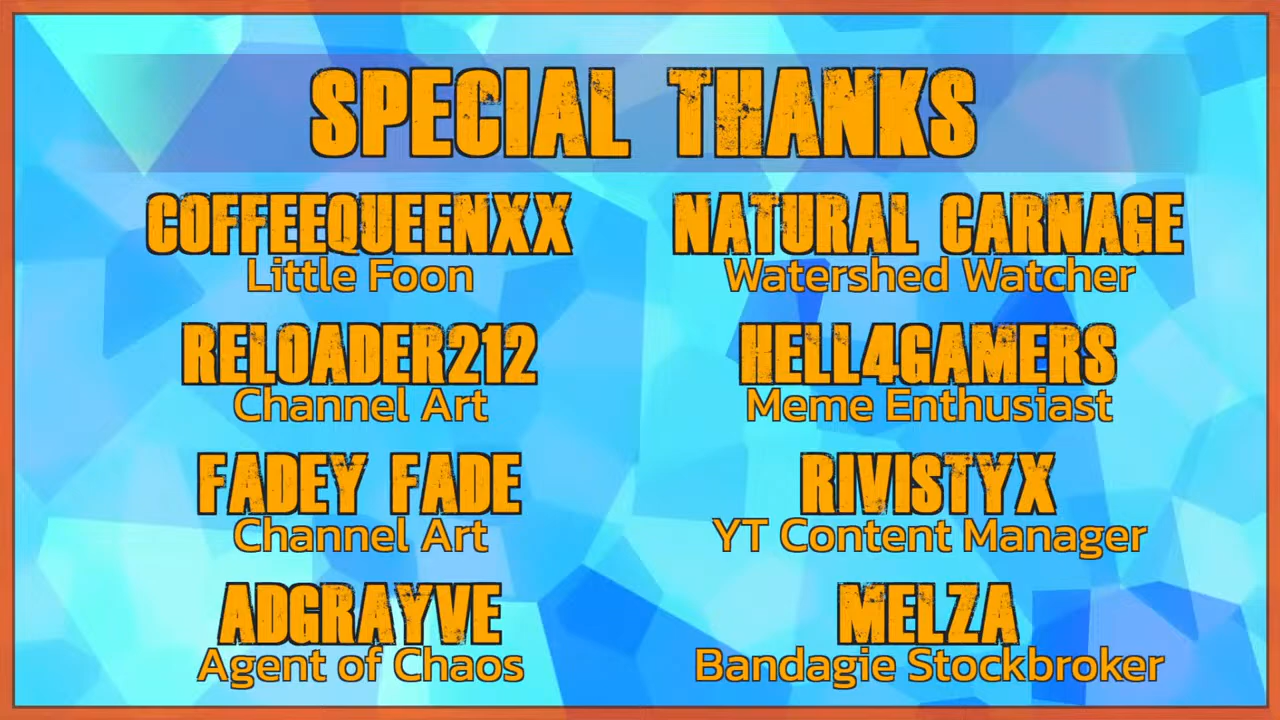 SPECIAL THANKS
COFFEEQUEENXX
Little Foon
NATURAL CARNAGE
Watershed Watcher
RELOADER212
Channel Art
HELL4GAMERS
Meme Enthusiast
FADEY FADE
Channel Art
RIVISTYX
YT Content Manager
ADGRAYVE
Agent of Chaos
MELZA
Bandagie Stockbroker